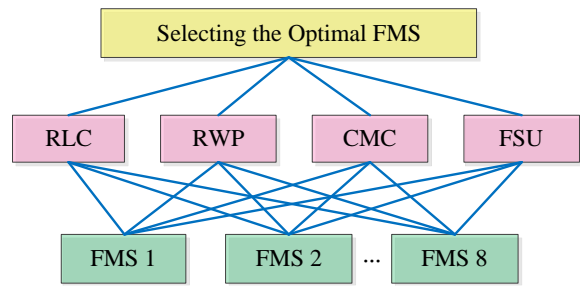 Selecting the Optimal FMS
RLC RWP CMC FSU
FMS 1 FMS 2 ... FMS 8